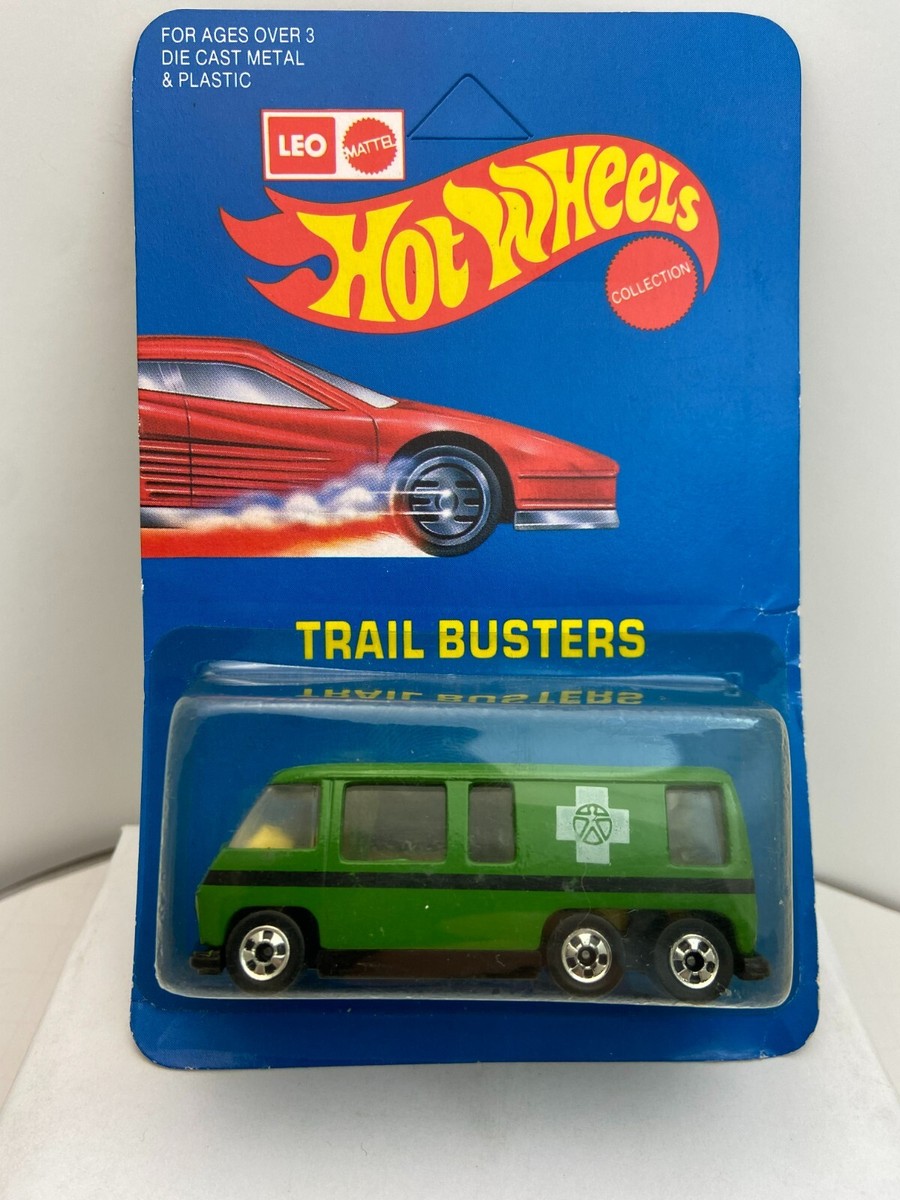 FOR AGES OVER 3
DIE CAST METAL
& PLASTIC
LEO
MATTEL
HOT WHEELS
COLLECTION
TRAIL BUSTERS
TRAIL BUSTERS